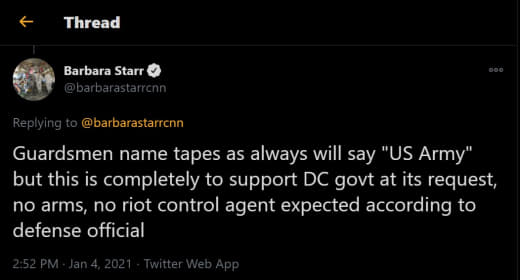 Thread
Barbara Starr
@barbarastarrcnn
Replying to @barbarastarrcnn
Guardsmen name tapes as always will say "US Army"
but this is completely to support DC govt at its request,
no arms, no riot control agent expected according to
defense official
2:52 PM · Jan 4, 2021 · Twitter Web App